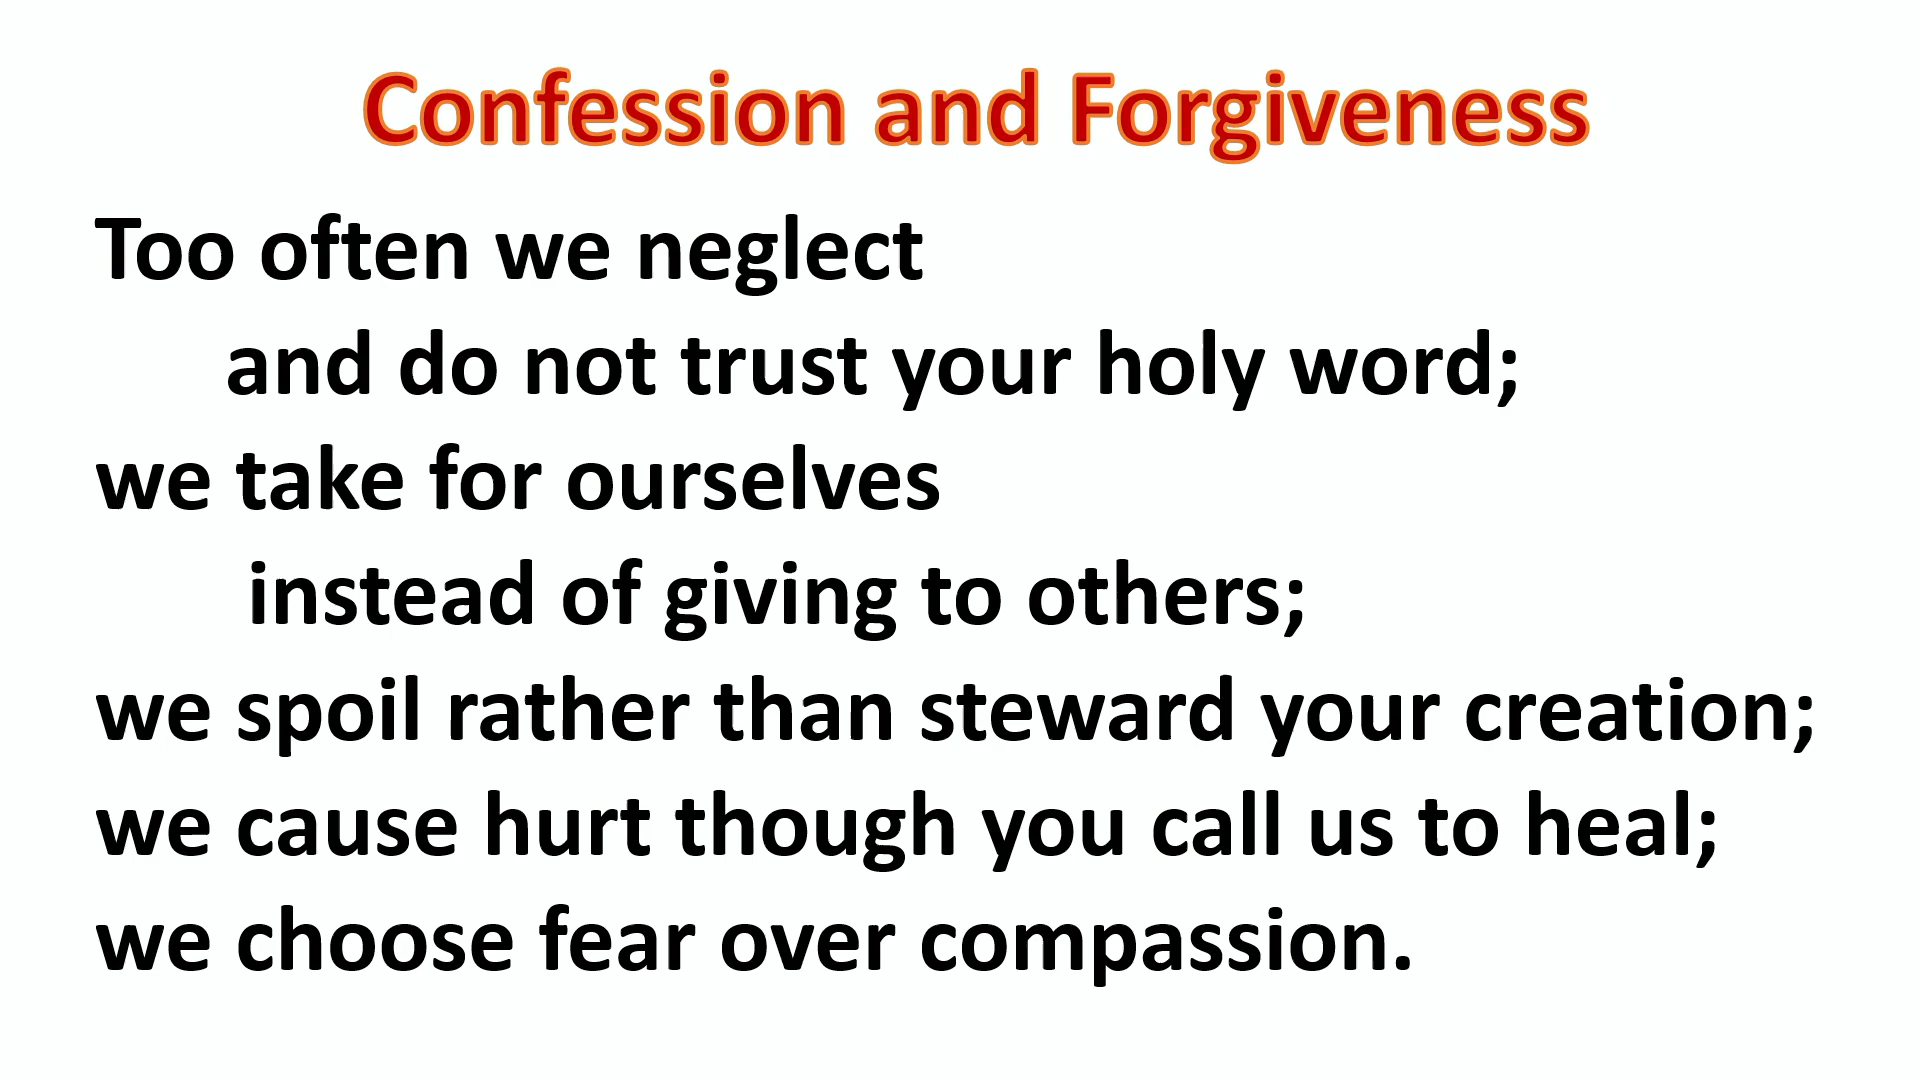 Confession and Forgiveness
Too often we neglect
and do not trust your holy word;
we take for ourselves
instead of giving to others;
we spoil rather than steward your creation;
we cause hurt though you call us to heal;
we choose fear over compassion.